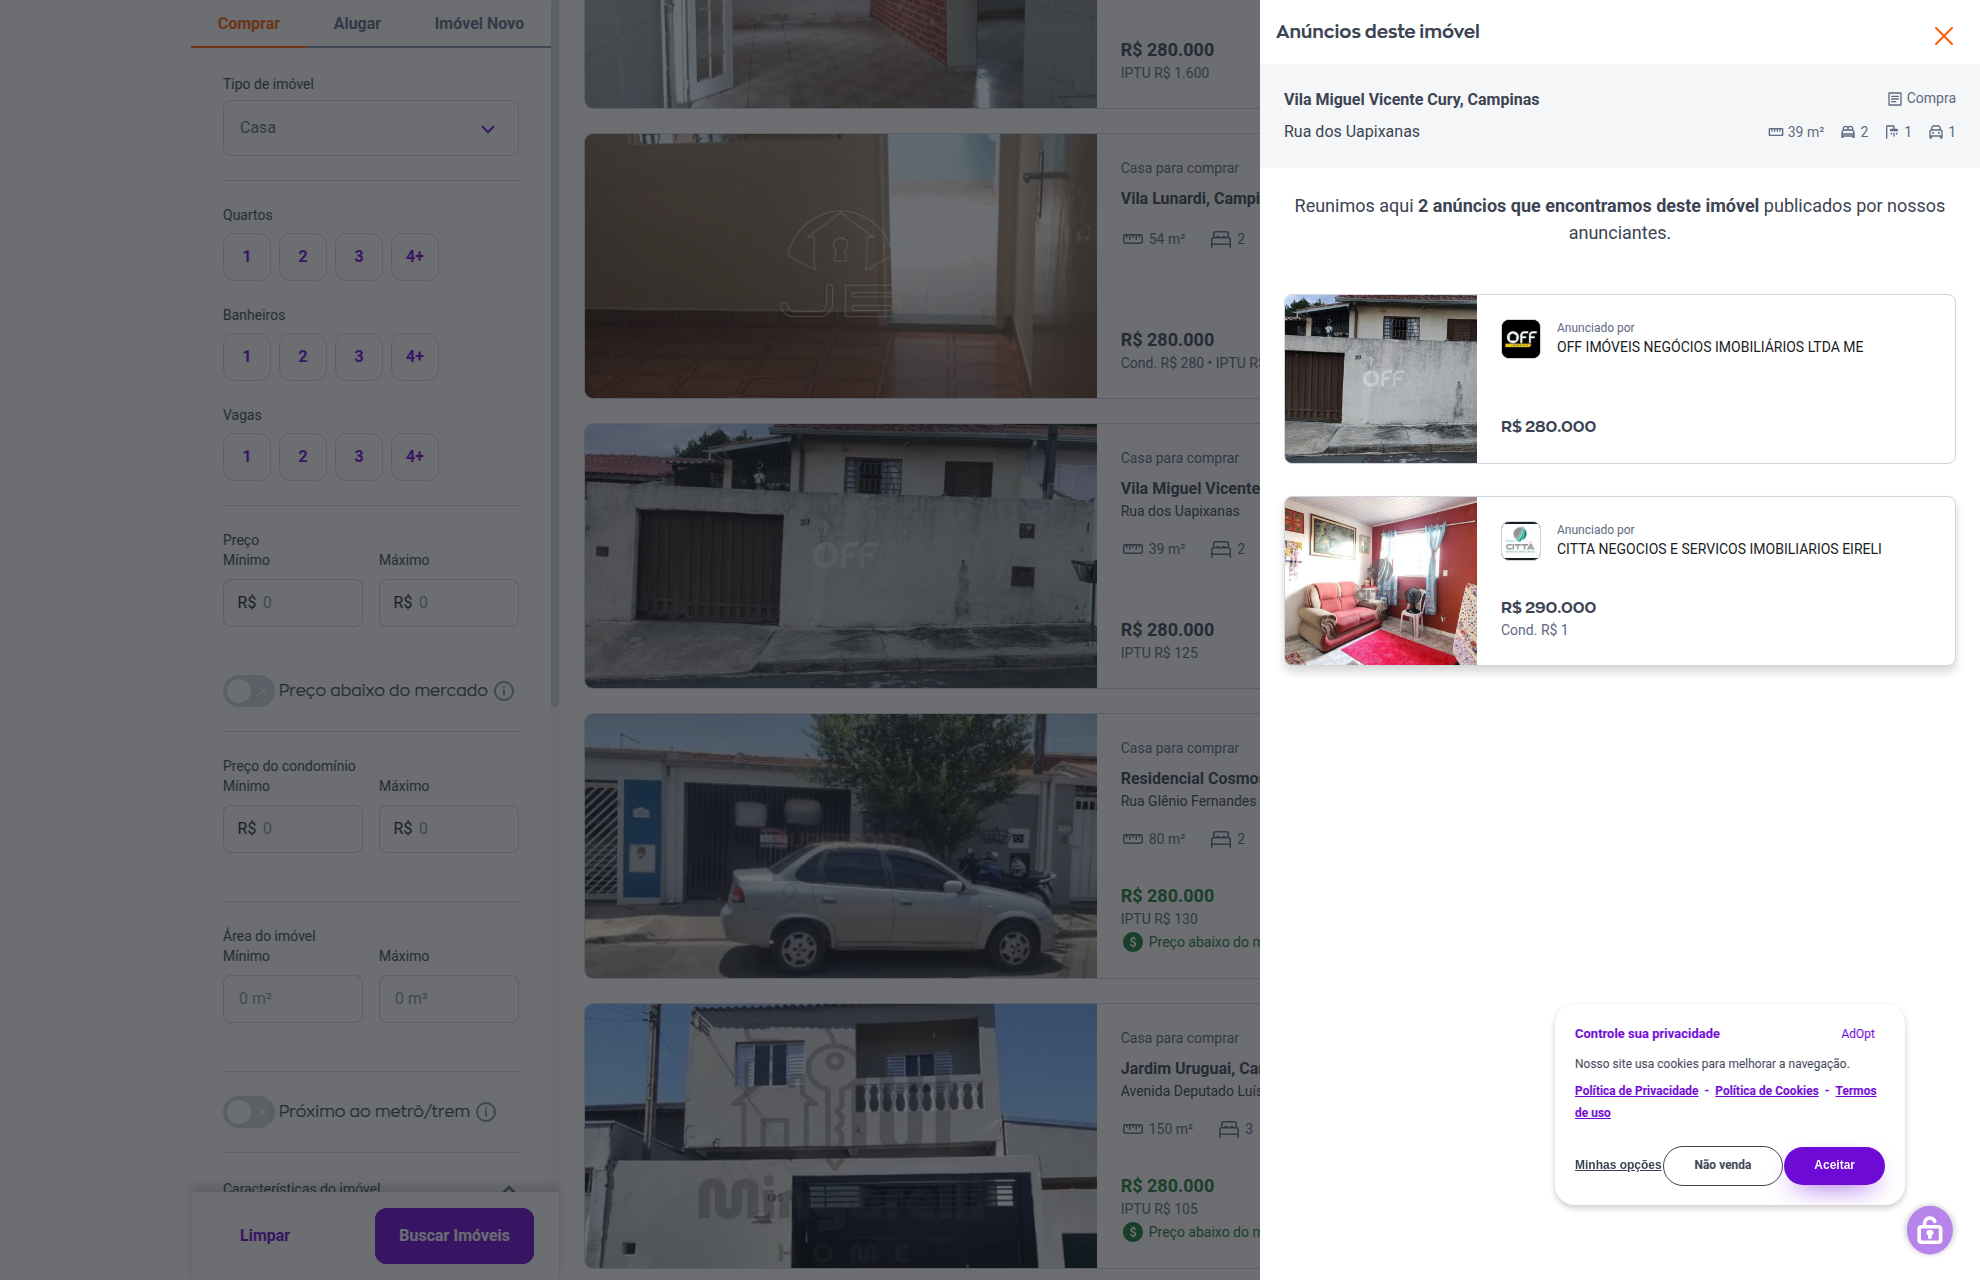 Comprar
Alugar
Imóvel Novo
Tipo de imóvel
Casa
Quartos
1
2
3
4+
Banheiros
1
2
3
4+
Vagas
1
2
3
4+
Preço
Mínimo
Máximo
R$ 0
R$ 0
Preço abaixo do mercado
Preço do condomínio
Mínimo
Máximo
R$ 0
R$ 0
Área do imóvel
Mínimo
Máximo
0 m²
0 m²
Próximo ao metrô/trem
Características do imóvel
Limpar
Buscar Imóveis
R$ 280.000
IPTU R$ 1.600
Casa para comprar
Vila Lunardi, Campi
54 m²
2
R$ 280.000
Cond. R$ 280 • IPTU R$
JB
Casa para comprar
Vila Miguel Vicente
Rua dos Uapixanas
39 m²
2
R$ 280.000
IPTU R$ 125
OFF
Casa para comprar
Residencial Cosmos
Rua Glênio Fernandes
80 m²
2
R$ 280.000
IPTU R$ 130
Preço abaixo do m
Casa para comprar
Jardim Uruguai, Ca
Avenida Deputado Luís
150 m²
3
R$ 280.000
IPTU R$ 105
Preço abaixo do m
HOME
Anúncios deste imóvel
Vila Miguel Vicente Cury, Campinas
Compra
Rua dos Uapixanas
39 m²
2
1
1
Reunimos aqui 2 anúncios que encontramos deste imóvel publicados por nossos
anunciantes.
OFF
OFF
Anunciado por
OFF IMÓVEIS NEGÓCIOS IMOBILIÁRIOS LTDA ME
R$ 280.000
CITTÁ
Anunciado por
CITTA NEGOCIOS E SERVICOS IMOBILIARIOS EIRELI
R$ 290.000
Cond. R$ 1
Controle sua privacidade
AdOpt
Nosso site usa cookies para melhorar a navegação.
Política de Privacidade - Política de Cookies - Termos
de uso
Minhas opções
Não venda
Aceitar